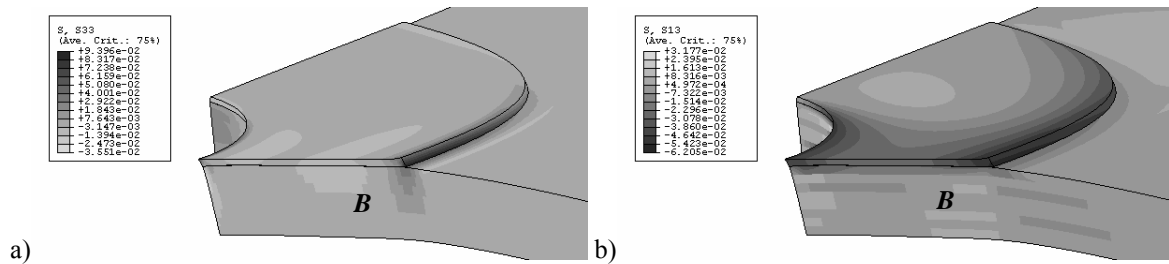 S, S33
(Ave. Crit.: 75%)
+9.396e-02
+8.317e-02
+7.238e-02
+6.159e-02
+5.080e-02
+4.001e-02
+2.922e-02
+1.843e-02
+7.643e-03
-3.147e-03
-1.394e-02
-2.473e-02
-3.551e-02
B
a)
S, S13
(Ave. Crit.: 75%)
+3.177e-02
+2.395e-02
+1.613e-02
+8.316e-03
+4.972e-04
-7.322e-03
-1.514e-02
-2.296e-02
-3.078e-02
-3.860e-02
-4.642e-02
-5.423e-02
-6.205e-02
B
b)